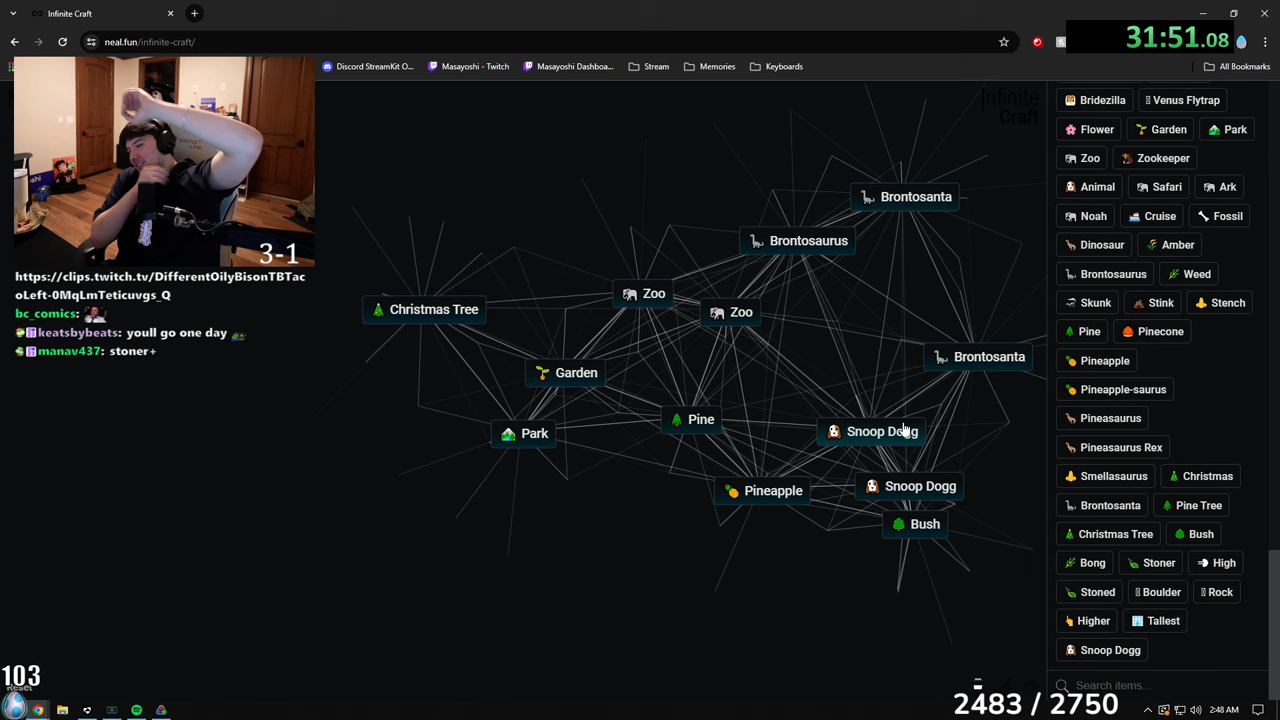 Infinite Craft
31:51.08
neal.fun/infinite-craft/
Discord StreamKit O...
Masayoshi - Twitch
Masayoshi Dashboa...
Stream
Memories
Keyboards
All Bookmarks
3-1
https://clips.twitch.tv/DifferentOilyBisonTBTac
oLeft-0MqLmTeticuvgs_Q
bc_comics:
keatsbybeats: youll go one day
manav437: stoner+
Infinite
Craft
Brontosanta
Brontosaurus
Zoo
Christmas Tree
Zoo
Brontosanta
Garden
Pine
Snoop Dogg
Park
Pineapple
Snoop Dogg
Bush
Bridezilla
Venus Flytrap
Flower
Garden
Park
Zoo
Zookeeper
Animal
Safari
Ark
Noah
Cruise
Fossil
Dinosaur
Amber
Brontosaurus
Weed
Skunk
Stink
Stench
Pine
Pinecone
Pineapple
Pineapple-saurus
Pineasaurus
Pineasaurus Rex
Smellasaurus
Christmas
Brontosanta
Pine Tree
Christmas Tree
Bush
Bong
Stoner
High
Stoned
Boulder
Rock
Higher
Tallest
Snoop Dogg
Search items...
103
Reset
2483 / 2750
2:48 AM